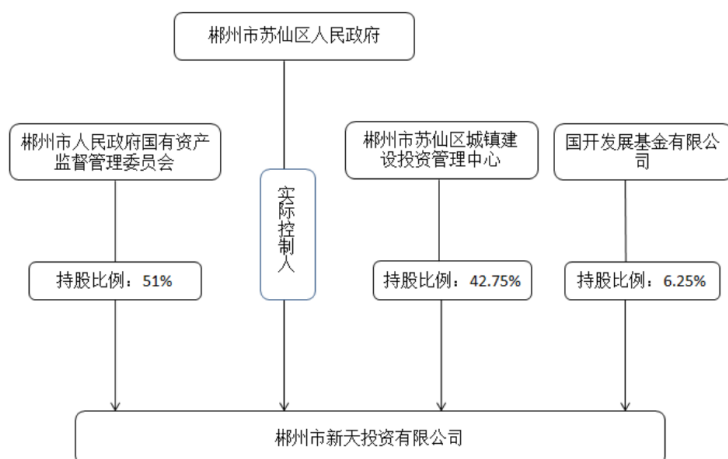 郴州市苏仙区人民政府
郴州市人民政府国有资产
监督管理委员会
郴州市苏仙区城镇建
设投资管理中心
国开发展基金有限公
司
实际控制人
持股比例：51%
持股比例：42.75%
持股比例：6.25%
郴州市新天投资有限公司